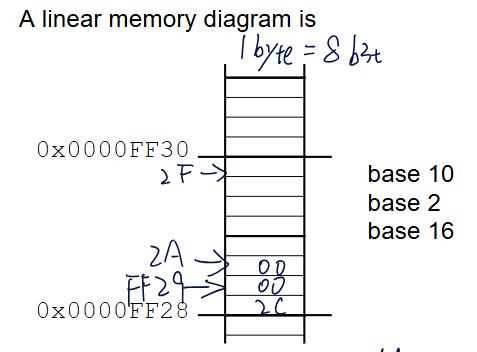 A linear memory diagram is
1 byte = 8 bit
0x0000FF30
2F
base 10
base 2
base 16
2A
00
FF29
00
0x0000FF28
2C